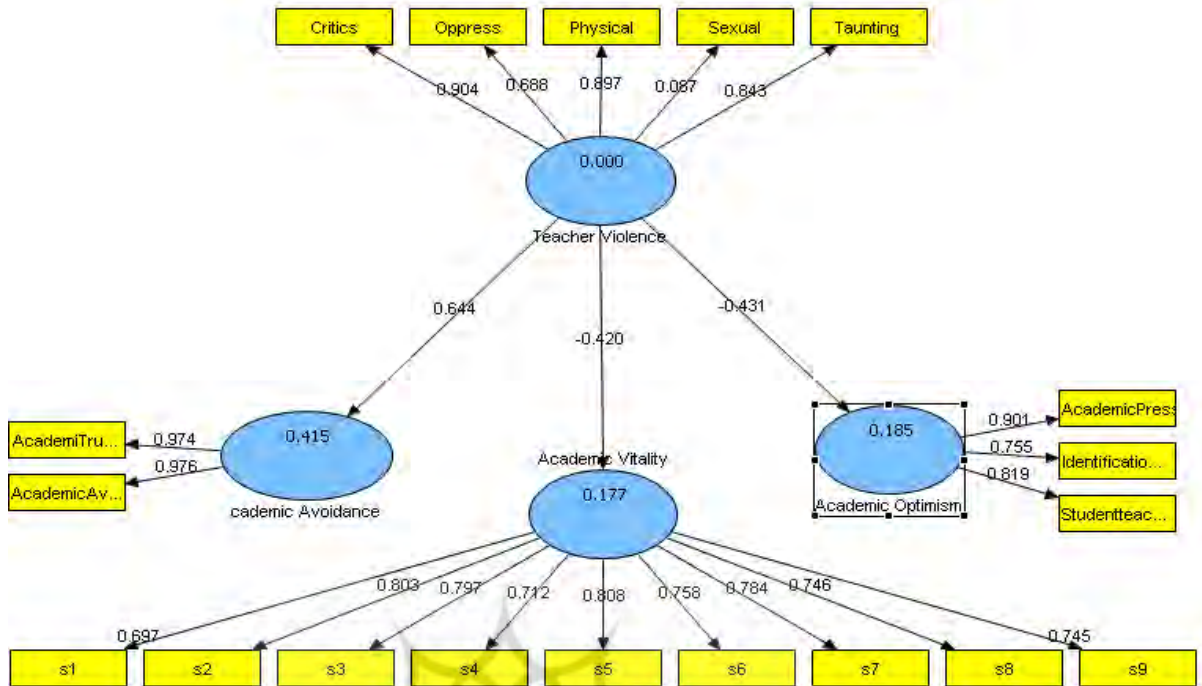 Critics
Oppress
Physical
Sexual
Taunting
0.904
0.688
0.897
0.087
0.843
0.000
Teacher Violence
0.644
-0.420
-0.431
AcademiTru...
AcademicAv...
0.974
0.976
0.415
cademic Avoidance
Academic Vitality
0.177
0.185
Academic Optimism
0.901
0.755
0.819
AcademicPress
Identificatio...
Studentteac...
0.697
0.803
0.797
0.712
0.808
0.758
0.784
0.746
0.745
s1
s2
s3
s4
s5
s6
s7
s8
s9